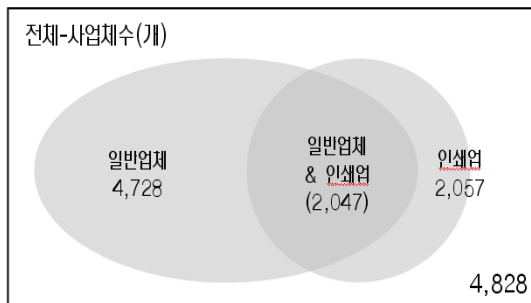 전체-사업체수(개)
일반업체
4,728
일반업체
& 인쇄업
(2,047)
인쇄업
2,057
4,828